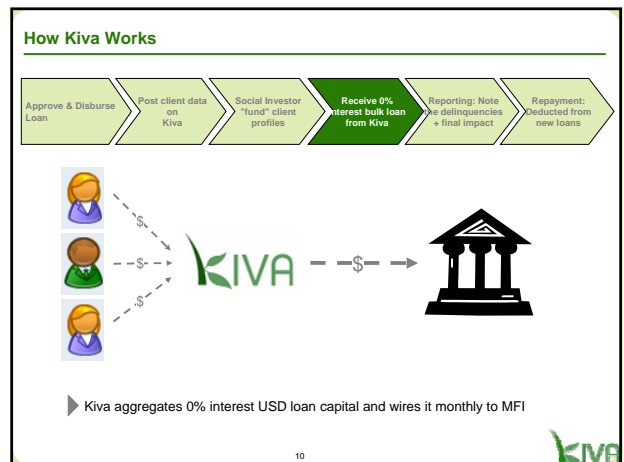 How Kiva Works
Approve & Disburse
Loan
Post client data
on
Kiva
Social Investor
"fund" client
profiles
Receive 0%
nterest bulk loan
from Kiva
Reporting: Note
the delinquencies
+ final impact
Repayment:
Deducted from
new loans
$
$
$
KIVA
$
Kiva aggregates 0% interest USD loan capital and wires it monthly to MFI
10
KIVA